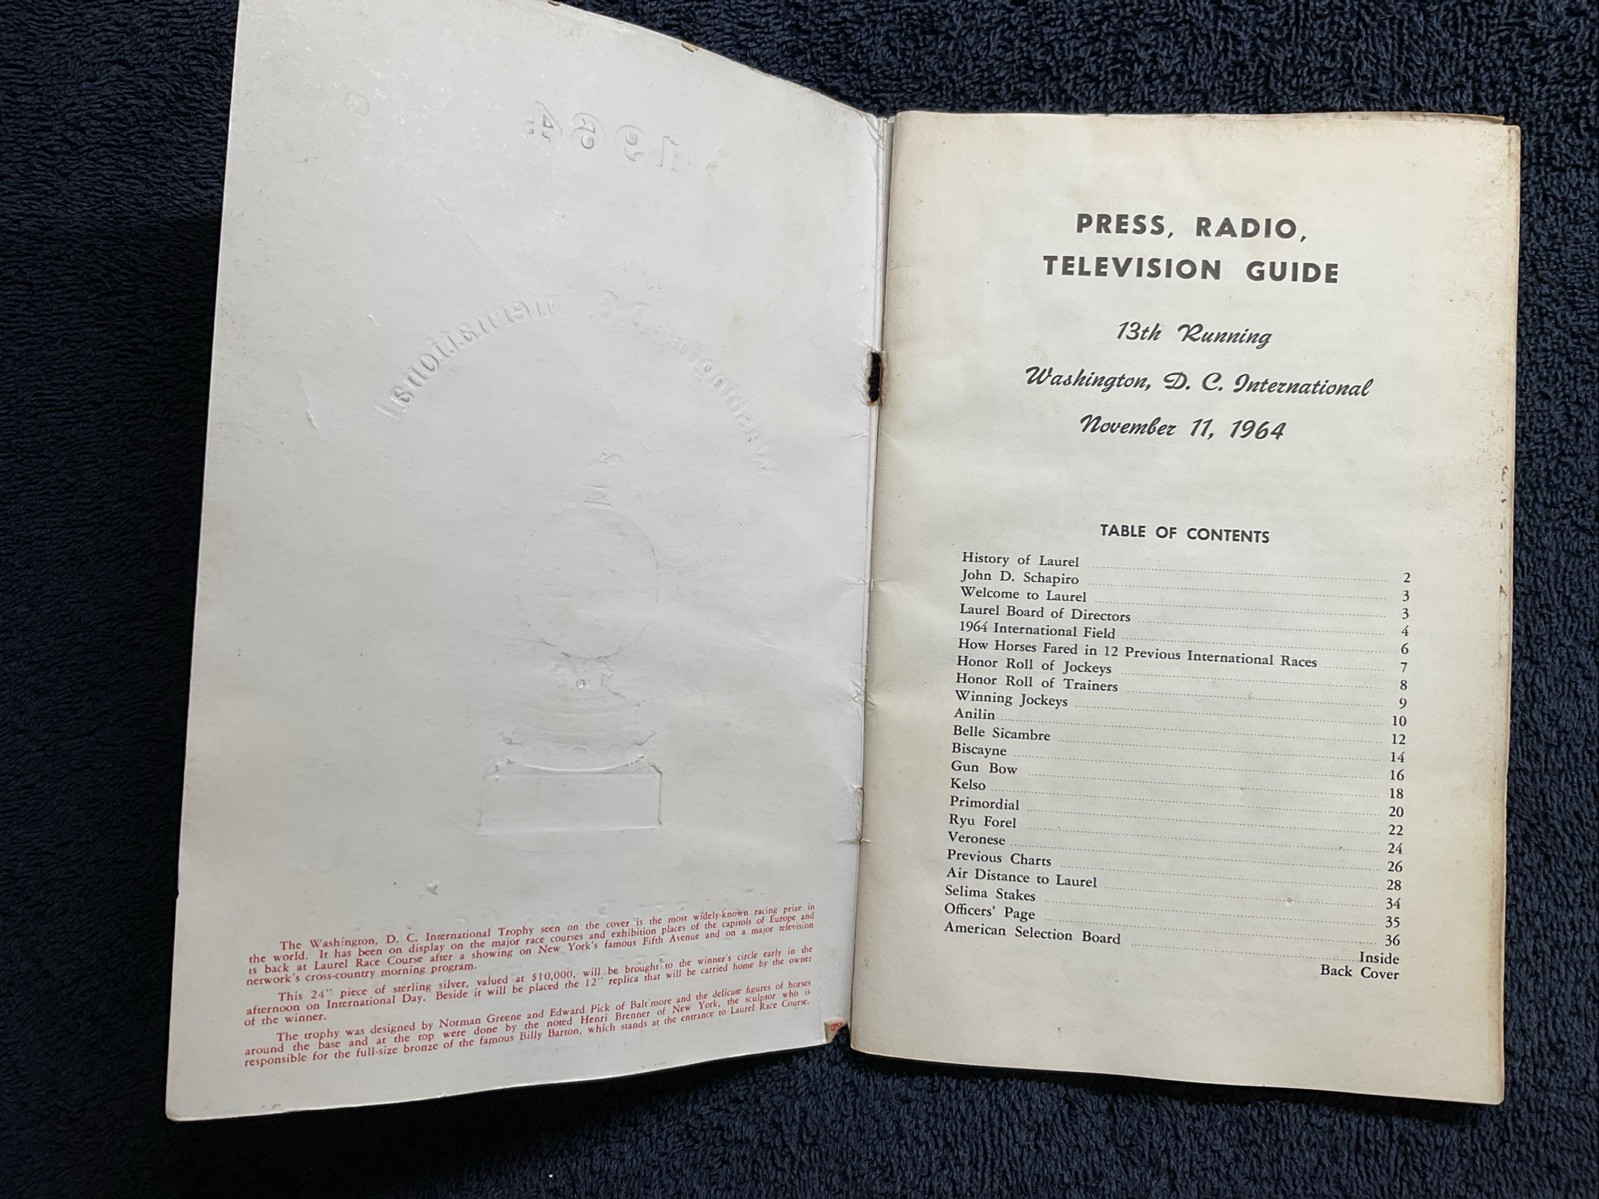 1964
Washington D.C. International
The Washington, D. C. International Trophy seen on the cover is the most widely-known racing prize in
the world. It has been on display on the major race courses and exhibition places of the capitols of Europe and
is back at Laurel Race Course after a showing on New York's famous Fifth Avenue and on a major television
network's cross-country morning program.
This 24" piece of sterling silver, valued at $10,000, will be brought to the winner's circle early in the
afternoon on International Day. Beside it will be placed the 12" replica that will be carried home by the owner
of the winner.
The trophy was designed by Norman Greene and Edward Pick of Baltimore and the delicate figures of horses
around the base and at the top were done by the noted Henri Brenner of New York, the sculptor who is
responsible for the full-size bronze of the famous Billy Barton, which stands at the entrance to Laurel Race Course.
PRESS, RADIO,
TELEVISION GUIDE
13th Running
Washington, D. C. International
November 11, 1964
TABLE OF CONTENTS
History of Laurel 2
John D. Schapiro 3
Welcome to Laurel 3
Laurel Board of Directors 4
1964 International Field 6
How Horses Fared in 12 Previous International Races 7
Honor Roll of Jockeys 8
Honor Roll of Trainers 9
Winning Jockeys 10
Anilin 12
Belle Sicambre 14
Biscayne 16
Gun Bow 18
Kelso 20
Primordial 22
Ryu Forel 24
Veronese 26
Previous Charts 28
Air Distance to Laurel 34
Selima Stakes 35
Officers' Page 36
American Selection Board Inside
Back Cover